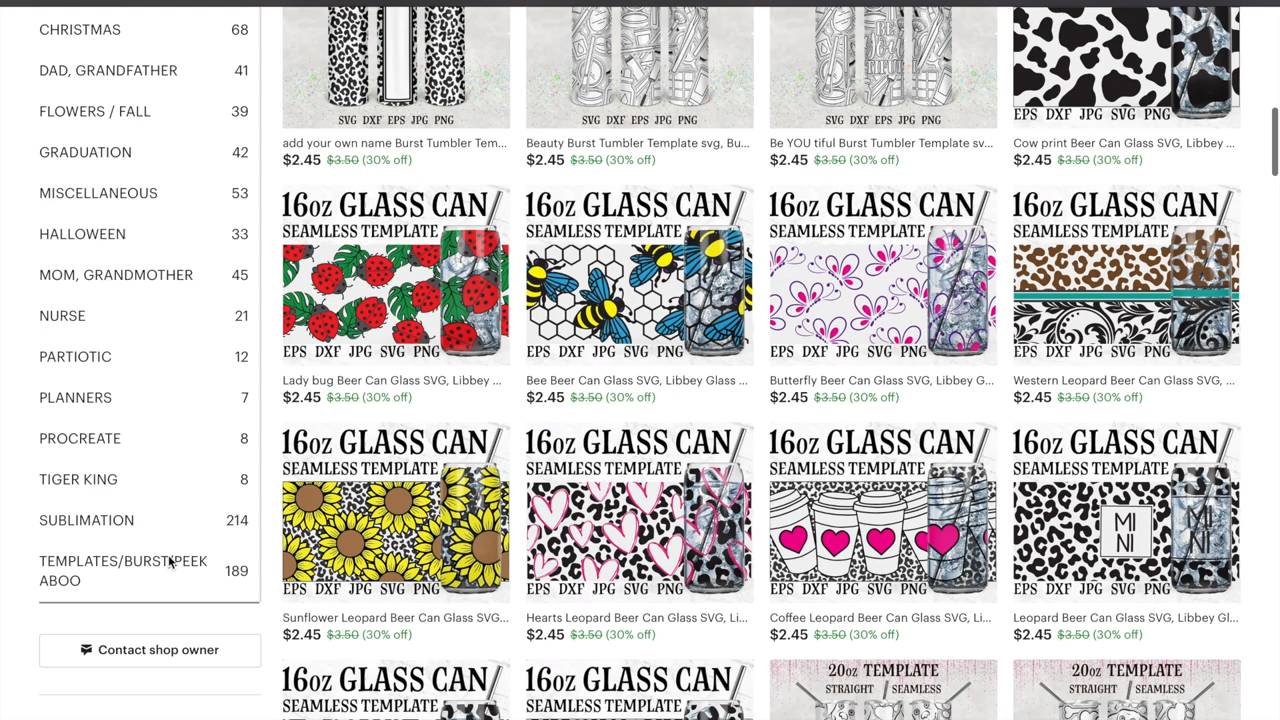 CHRISTMAS 68
DAD, GRANDFATHER 41
FLOWERS / FALL 39
GRADUATION 42
MISCELLANEOUS 53
HALLOWEEN 33
MOM, GRANDMOTHER 45
NURSE 21
PARTIOTIC 12
PLANNERS 7
PROCREATE 8
TIGER KING 8
SUBLIMATION 214
TEMPLATES/BURST/PEEK
ABOO 189
Contact shop owner
SVG DXF EPS JPG PNG
SVG DXF EPS JPG PNG
BE
SVG DXF EPS JPG PNG
EPS DXF JPG SVG PNG
add your own name Burst Tumbler Tem...
Beauty Burst Tumbler Template svg, Bu...
Be YOU tiful Burst Tumbler Template sv...
Cow print Beer Can Glass SVG, Libbey ...
$2.45 $3.50 (30% off)
$2.45 $3.50 (30% off)
$2.45 $3.50 (30% off)
$2.45 $3.50 (30% off)
16oz GLASS CAN
SEAMLESS TEMPLATE
EPS DXF JPG SVG PNG
16oz GLASS CAN
SEAMLESS TEMPLATE
EPS DXF JPG SVG PNG
16oz GLASS CAN
SEAMLESS TEMPLATE
EPS DXF JPG SVG PNG
16oz GLASS CAN
SEAMLESS TEMPLATE
EPS DXF JPG SVG PNG
Lady bug Beer Can Glass SVG, Libbey ...
Bee Beer Can Glass SVG, Libbey Glass ...
Butterfly Beer Can Glass SVG, Libbey G...
Western Leopard Beer Can Glass SVG, ...
$2.45 $3.50 (30% off)
$2.45 $3.50 (30% off)
$2.45 $3.50 (30% off)
$2.45 $3.50 (30% off)
16oz GLASS CAN
SEAMLESS TEMPLATE
EPS DXF JPG SVG PNG
16oz GLASS CAN
SEAMLESS TEMPLATE
EPS DXF JPG SVG PNG
16oz GLASS CAN
SEAMLESS TEMPLATE
EPS DXF JPG SVG PNG
16oz GLASS CAN
SEAMLESS TEMPLATE
MI
NI
MI
NI
EPS DXF JPG SVG PNG
Sunflower Leopard Beer Can Glass SVG...
Hearts Leopard Beer Can Glass SVG, Li...
Coffee Leopard Beer Can Glass SVG, Li...
Leopard Beer Can Glass SVG, Libbey Gl...
$2.45 $3.50 (30% off)
$2.45 $3.50 (30% off)
$2.45 $3.50 (30% off)
$2.45 $3.50 (30% off)
16oz GLASS CAN
SEAMLESS TEMPLATE
16oz GLASS CAN
SEAMLESS TEMPLATE
20oz TEMPLATE
STRAIGHT SEAMLESS
20oz TEMPLATE
STRAIGHT SEAMLESS